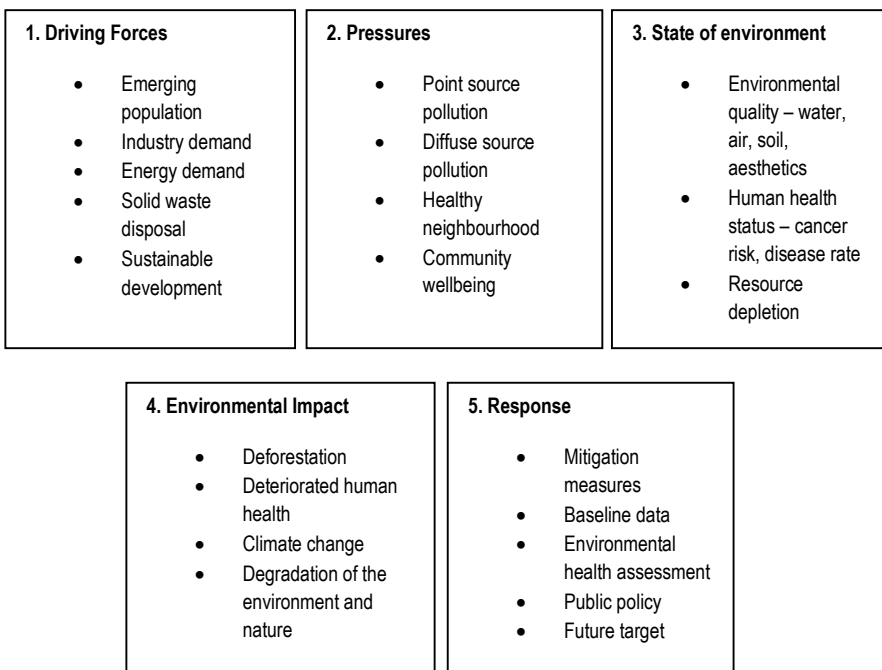 1. Driving Forces
• Emerging
population
• Industry demand
• Energy demand
• Solid waste
disposal
• Sustainable
development
2. Pressures
• Point source
pollution
• Diffuse source
pollution
• Healthy
neighbourhood
• Community
wellbeing
3. State of environment
• Environmental
quality – water,
air, soil,
aesthetics
• Human health
status – cancer
risk, disease rate
• Resource
depletion
4. Environmental Impact
• Deforestation
• Deteriorated human
health
• Climate change
• Degradation of the
environment and
nature
5. Response
• Mitigation
measures
• Baseline data
• Environmental
health assessment
• Public policy
• Future target